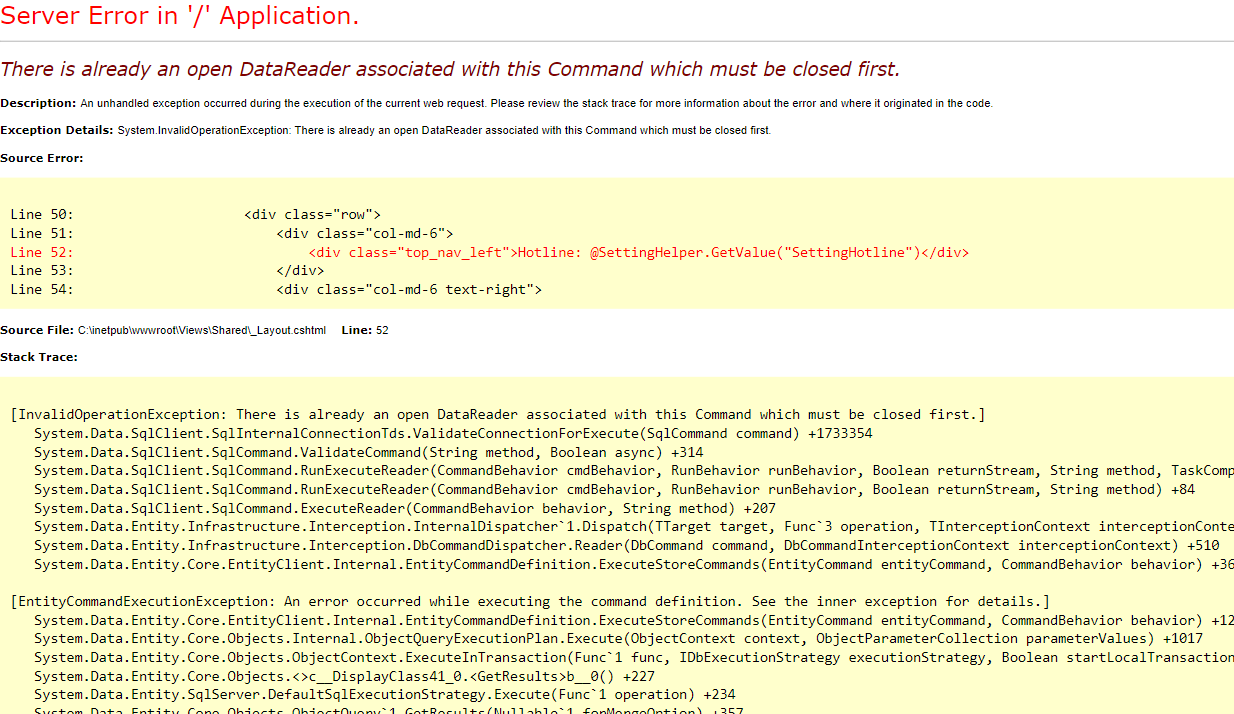 Server Error in '/' Application.
There is already an open DataReader associated with this Command which must be closed first.
Description: An unhandled exception occurred during the execution of the current web request. Please review the stack trace for more information about the error and where it originated in the code.
Exception Details: System.InvalidOperationException: There is already an open DataReader associated with this Command which must be closed first.
Source Error:
Line 50:                     <div class="row">
Line 51:                         <div class="col-md-6">
Line 52:                             <div class="top_nav_left">Hotline: @SettingHelper.GetValue("SettingHotline")</div>
Line 53:                         </div>
Line 54:                         <div class="col-md-6 text-right">
Source File: C:\inetpub\wwwroot\Views\Shared\_Layout.cshtml    Line: 52
Stack Trace:
[InvalidOperationException: There is already an open DataReader associated with this Command which must be closed first.]
   System.Data.SqlClient.SqlInternalConnectionTds.ValidateConnectionForExecute(SqlCommand command) +1733354
   System.Data.SqlClient.SqlCommand.ValidateCommand(String method, Boolean async) +314
   System.Data.SqlClient.SqlCommand.RunExecuteReader(CommandBehavior cmdBehavior, RunBehavior runBehavior, Boolean returnStream, String method, TaskComp
   System.Data.SqlClient.SqlCommand.RunExecuteReader(CommandBehavior cmdBehavior, RunBehavior runBehavior, Boolean returnStream, String method) +84
   System.Data.SqlClient.SqlCommand.ExecuteReader(CommandBehavior behavior, String method) +207
   System.Data.Entity.Infrastructure.Interception.InternalDispatcher`1.Dispatch(TTarget target, Func`3 operation, TInterceptionContext interceptionConte
   System.Data.Entity.Infrastructure.Interception.DbCommandDispatcher.Reader(DbCommand command, DbCommandInterceptionContext interceptionContext) +510
   System.Data.Entity.Core.EntityClient.Internal.EntityCommandDefinition.ExecuteStoreCommands(EntityCommand entityCommand, CommandBehavior behavior) +36
[EntityCommandExecutionException: An error occurred while executing the command definition. See the inner exception for details.]
   System.Data.Entity.Core.EntityClient.Internal.EntityCommandDefinition.ExecuteStoreCommands(EntityCommand entityCommand, CommandBehavior behavior) +12
   System.Data.Entity.Core.Objects.Internal.ObjectQueryExecutionPlan.Execute(ObjectContext context, ObjectParameterCollection parameterValues) +1017
   System.Data.Entity.Core.Objects.ObjectContext.ExecuteInTransaction(Func`1 func, IDbExecutionStrategy executionStrategy, Boolean startLocalTransaction
   System.Data.Entity.Core.Objects.<>c__DisplayClass41_0.<GetResults>b__0() +227
   System.Data.Entity.SqlServer.DefaultSqlExecutionStrategy.Execute(Func`1 operation) +234
   System.Data.Entity.Core.Objects.ObjectQuery`1.GetResults(Nullable`1 forMergeOption) +357